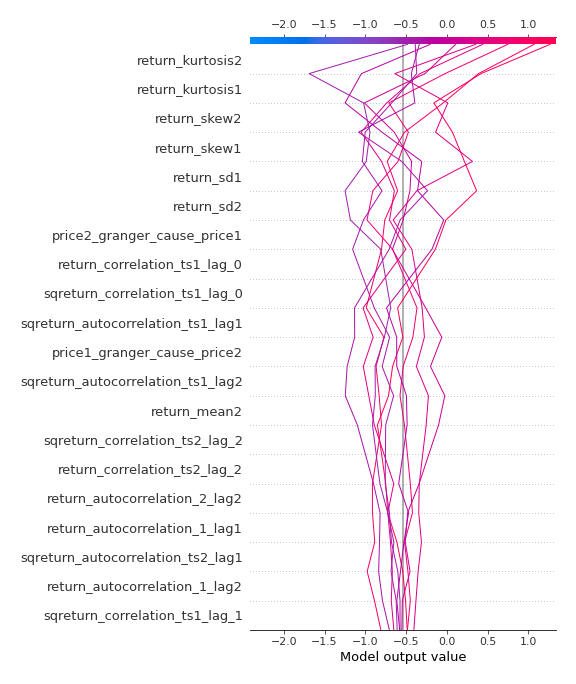 −2.0 −1.5 −1.0 −0.5 0.0 0.5 1.0
return_kurtosis2
return_kurtosis1
return_skew2
return_skew1
return_sd1
return_sd2
price2_granger_cause_price1
return_correlation_ts1_lag_0
sqreturn_correlation_ts1_lag_0
sqreturn_autocorrelation_ts1_lag1
price1_granger_cause_price2
sqreturn_autocorrelation_ts1_lag2
return_mean2
sqreturn_correlation_ts2_lag_2
return_correlation_ts2_lag_2
return_autocorrelation_2_lag2
return_autocorrelation_1_lag1
sqreturn_autocorrelation_ts2_lag1
return_autocorrelation_1_lag2
sqreturn_correlation_ts1_lag_1
−2.0 −1.5 −1.0 −0.5 0.0 0.5 1.0
Model output value